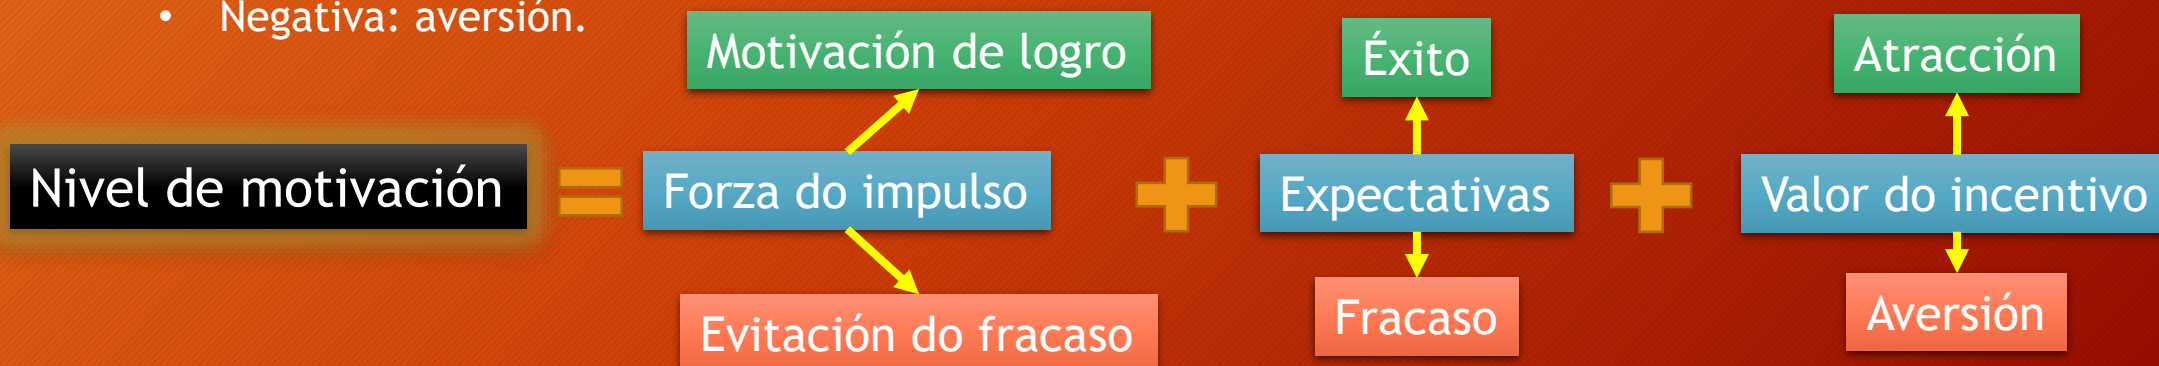 • Negativa: aversión.
Motivación de logro
Éxito
Atracción
Nivel de motivación
Forza do impulso
Expectativas
Valor do incentivo
Evitación do fracaso
Fracaso
Aversión